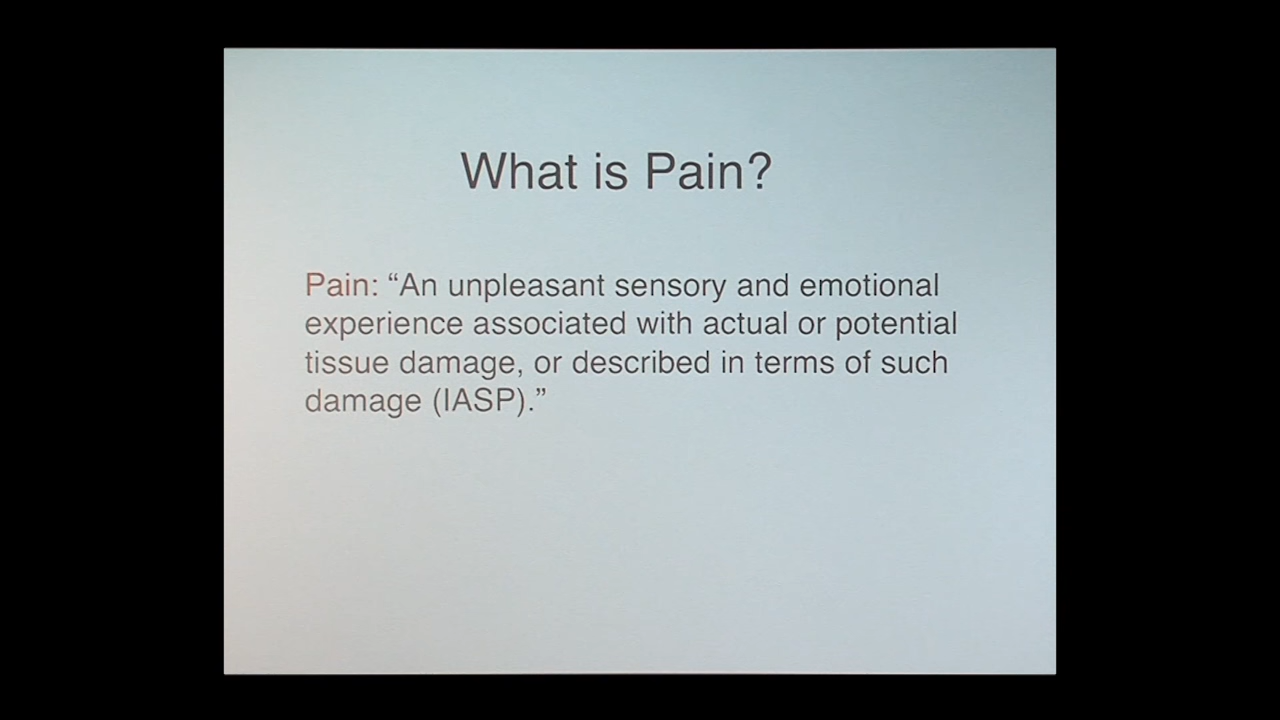 What is Pain?
Pain: “An unpleasant sensory and emotional
experience associated with actual or potential
tissue damage, or described in terms of such
damage (IASP).”